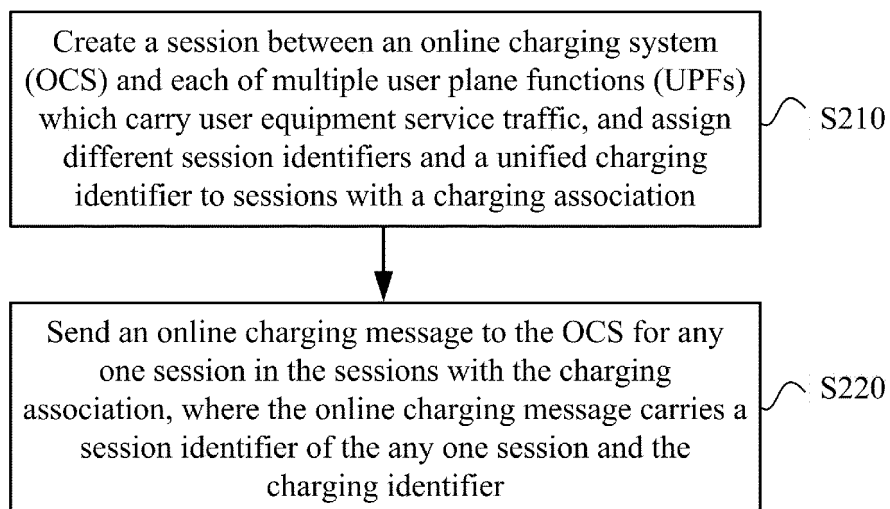 Create a session between an online charging system
(OCS) and each of multiple user plane functions (UPFs)
which carry user equipment service traffic, and assign
different session identifiers and a unified charging
identifier to sessions with a charging association
S210
Send an online charging message to the OCS for any
one session in the sessions with the charging
association, where the online charging message carries a
session identifier of the any one session and the
charging identifier
S220